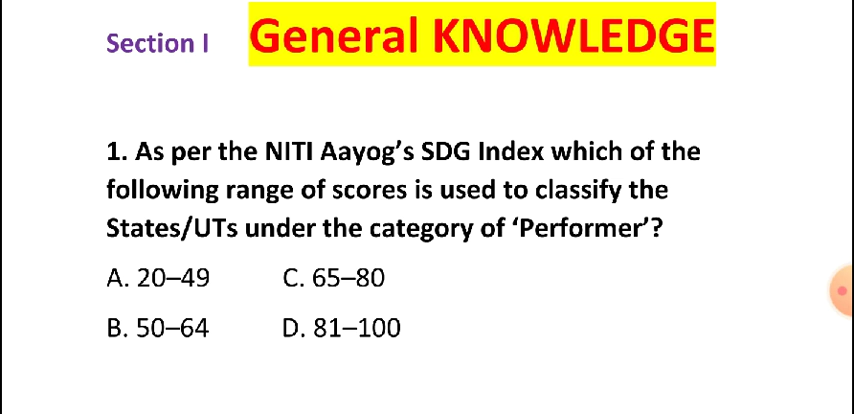 Section I General KNOWLEDGE
1. As per the NITI Aayog’s SDG Index which of the
following range of scores is used to classify the
States/UTs under the category of ‘Performer’?
A. 20–49 C. 65–80
B. 50–64 D. 81–100